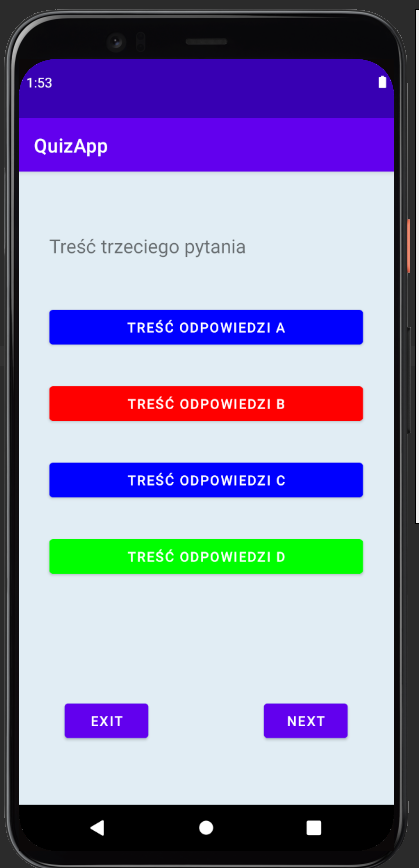 1:53
QuizApp
Treść trzeciego pytania
TREŚĆ ODPOWIEDZI A
TREŚĆ ODPOWIEDZI B
TREŚĆ ODPOWIEDZI C
TREŚĆ ODPOWIEDZI D
EXIT NEXT